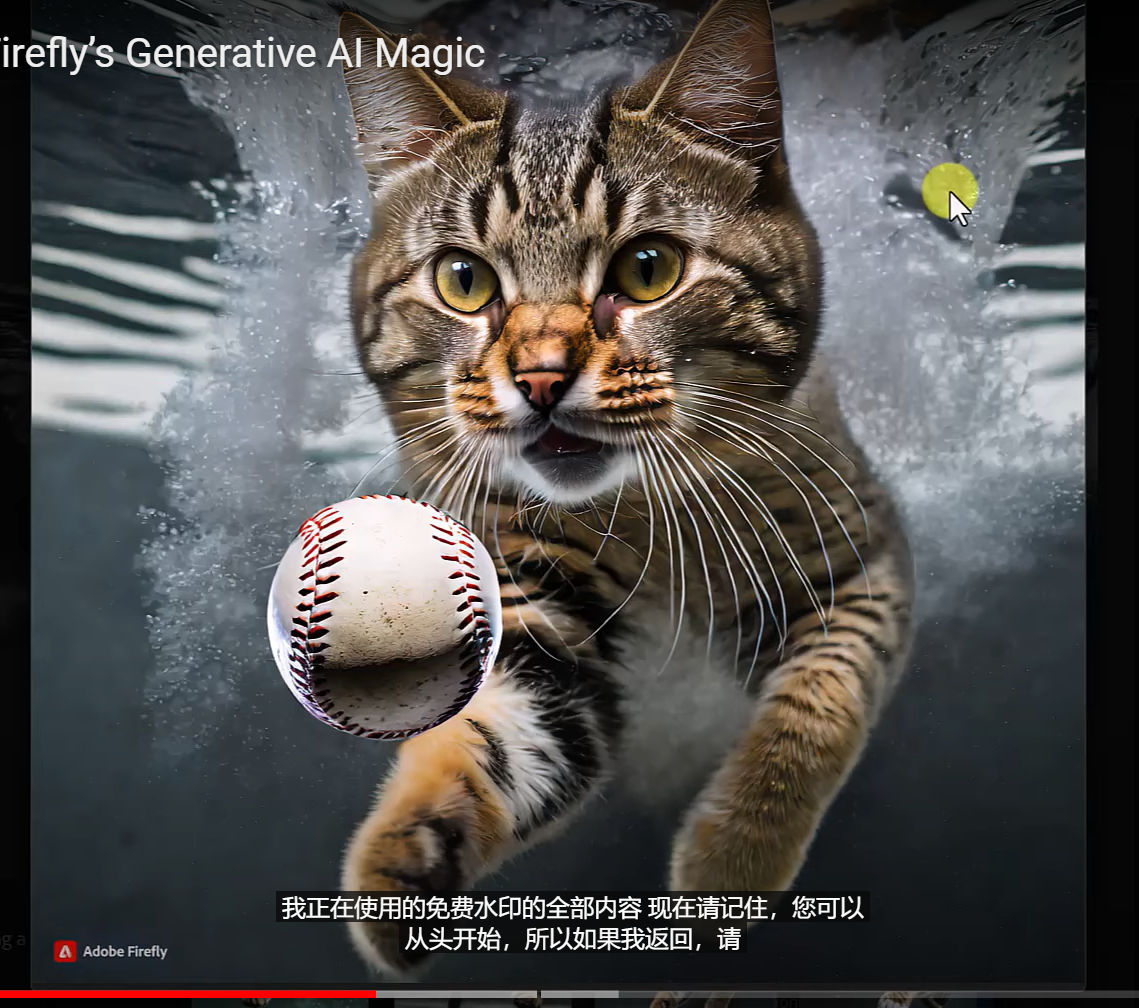 irefly’s Generative AI Magic
我正在使用的免费水印的全部内容 现在请记住，您可以
从头开始，所以如果我返回，请
Adobe Firefly